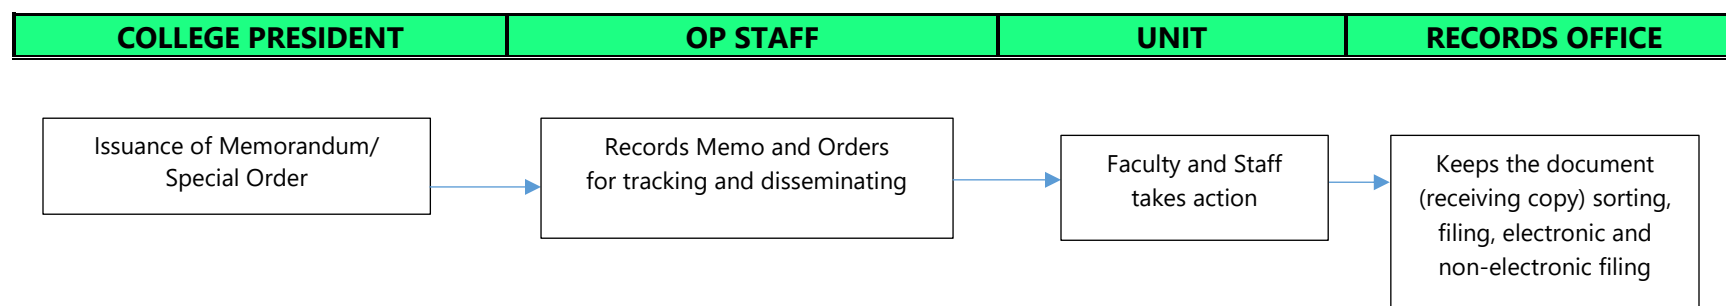 COLLEGE PRESIDENT
OP STAFF
UNIT
RECORDS OFFICE
Issuance of Memorandum/
Special Order
Records Memo and Orders
for tracking and disseminating
Faculty and Staff
takes action
Keeps the document
(receiving copy) sorting,
filing, electronic and
non-electronic filing